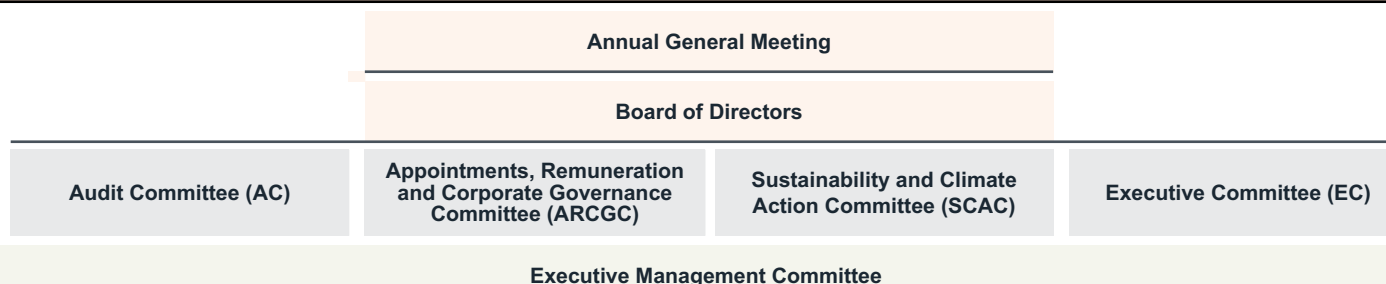 Annual General Meeting
Board of Directors
Audit Committee (AC)
Appointments, Remuneration
and Corporate Governance
Committee (ARCGC)
Sustainability and Climate
Action Committee (SCAC)
Executive Committee (EC)
Executive Management Committee